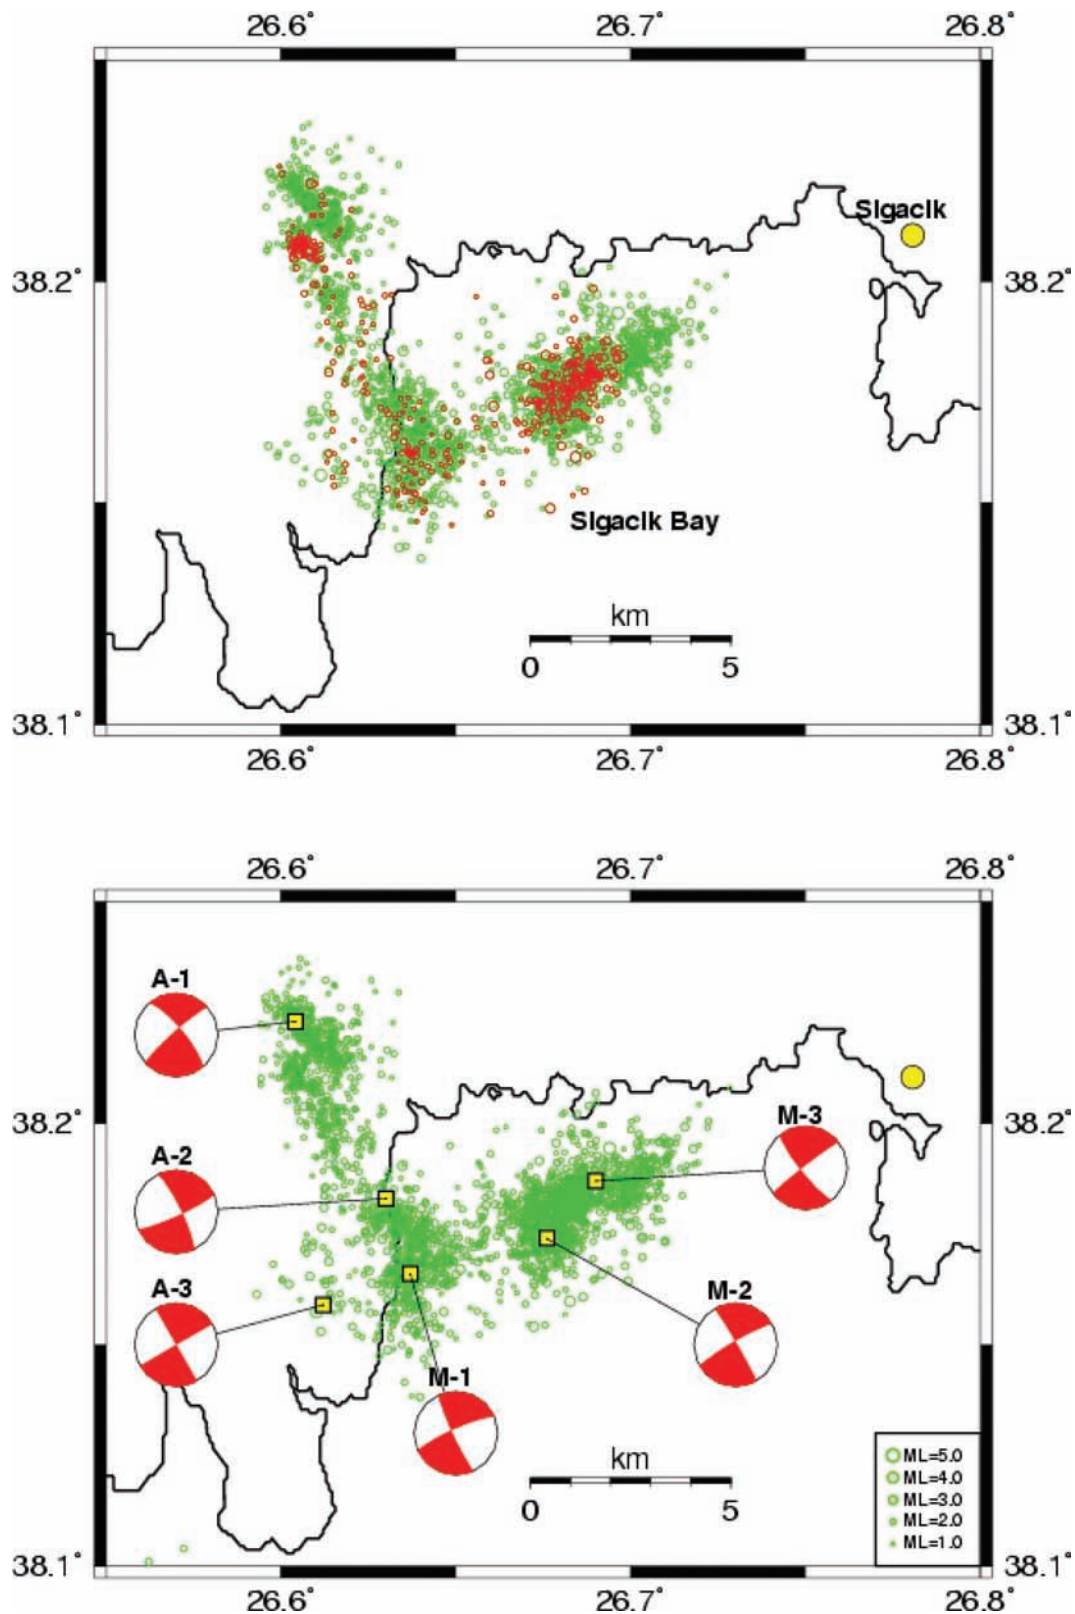 26.6° 26.7° 26.8°
Sigacik
38.2° 38.2°
Sigacik Bay
km
0 5
38.1° 38.1°
26.6° 26.7° 26.8°
26.6° 26.7° 26.8°
A-1
38.2° M-3 38.2°
A-2
A-3 M-2
M-1
ML=5.0
km ML=4.0
ML=3.0
0 5 ML=2.0
ML=1.0
38.1° 38.1°
26.6° 26.7° 26.8°